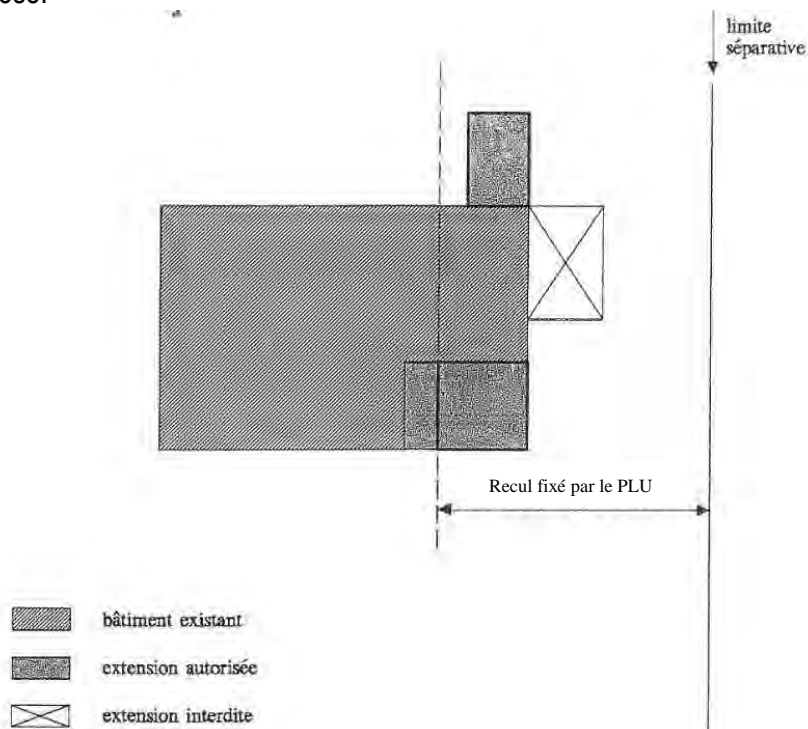 limite
séparative
Recul fixé par le PLU
bâtiment existant
extension autorisée
extension interdite